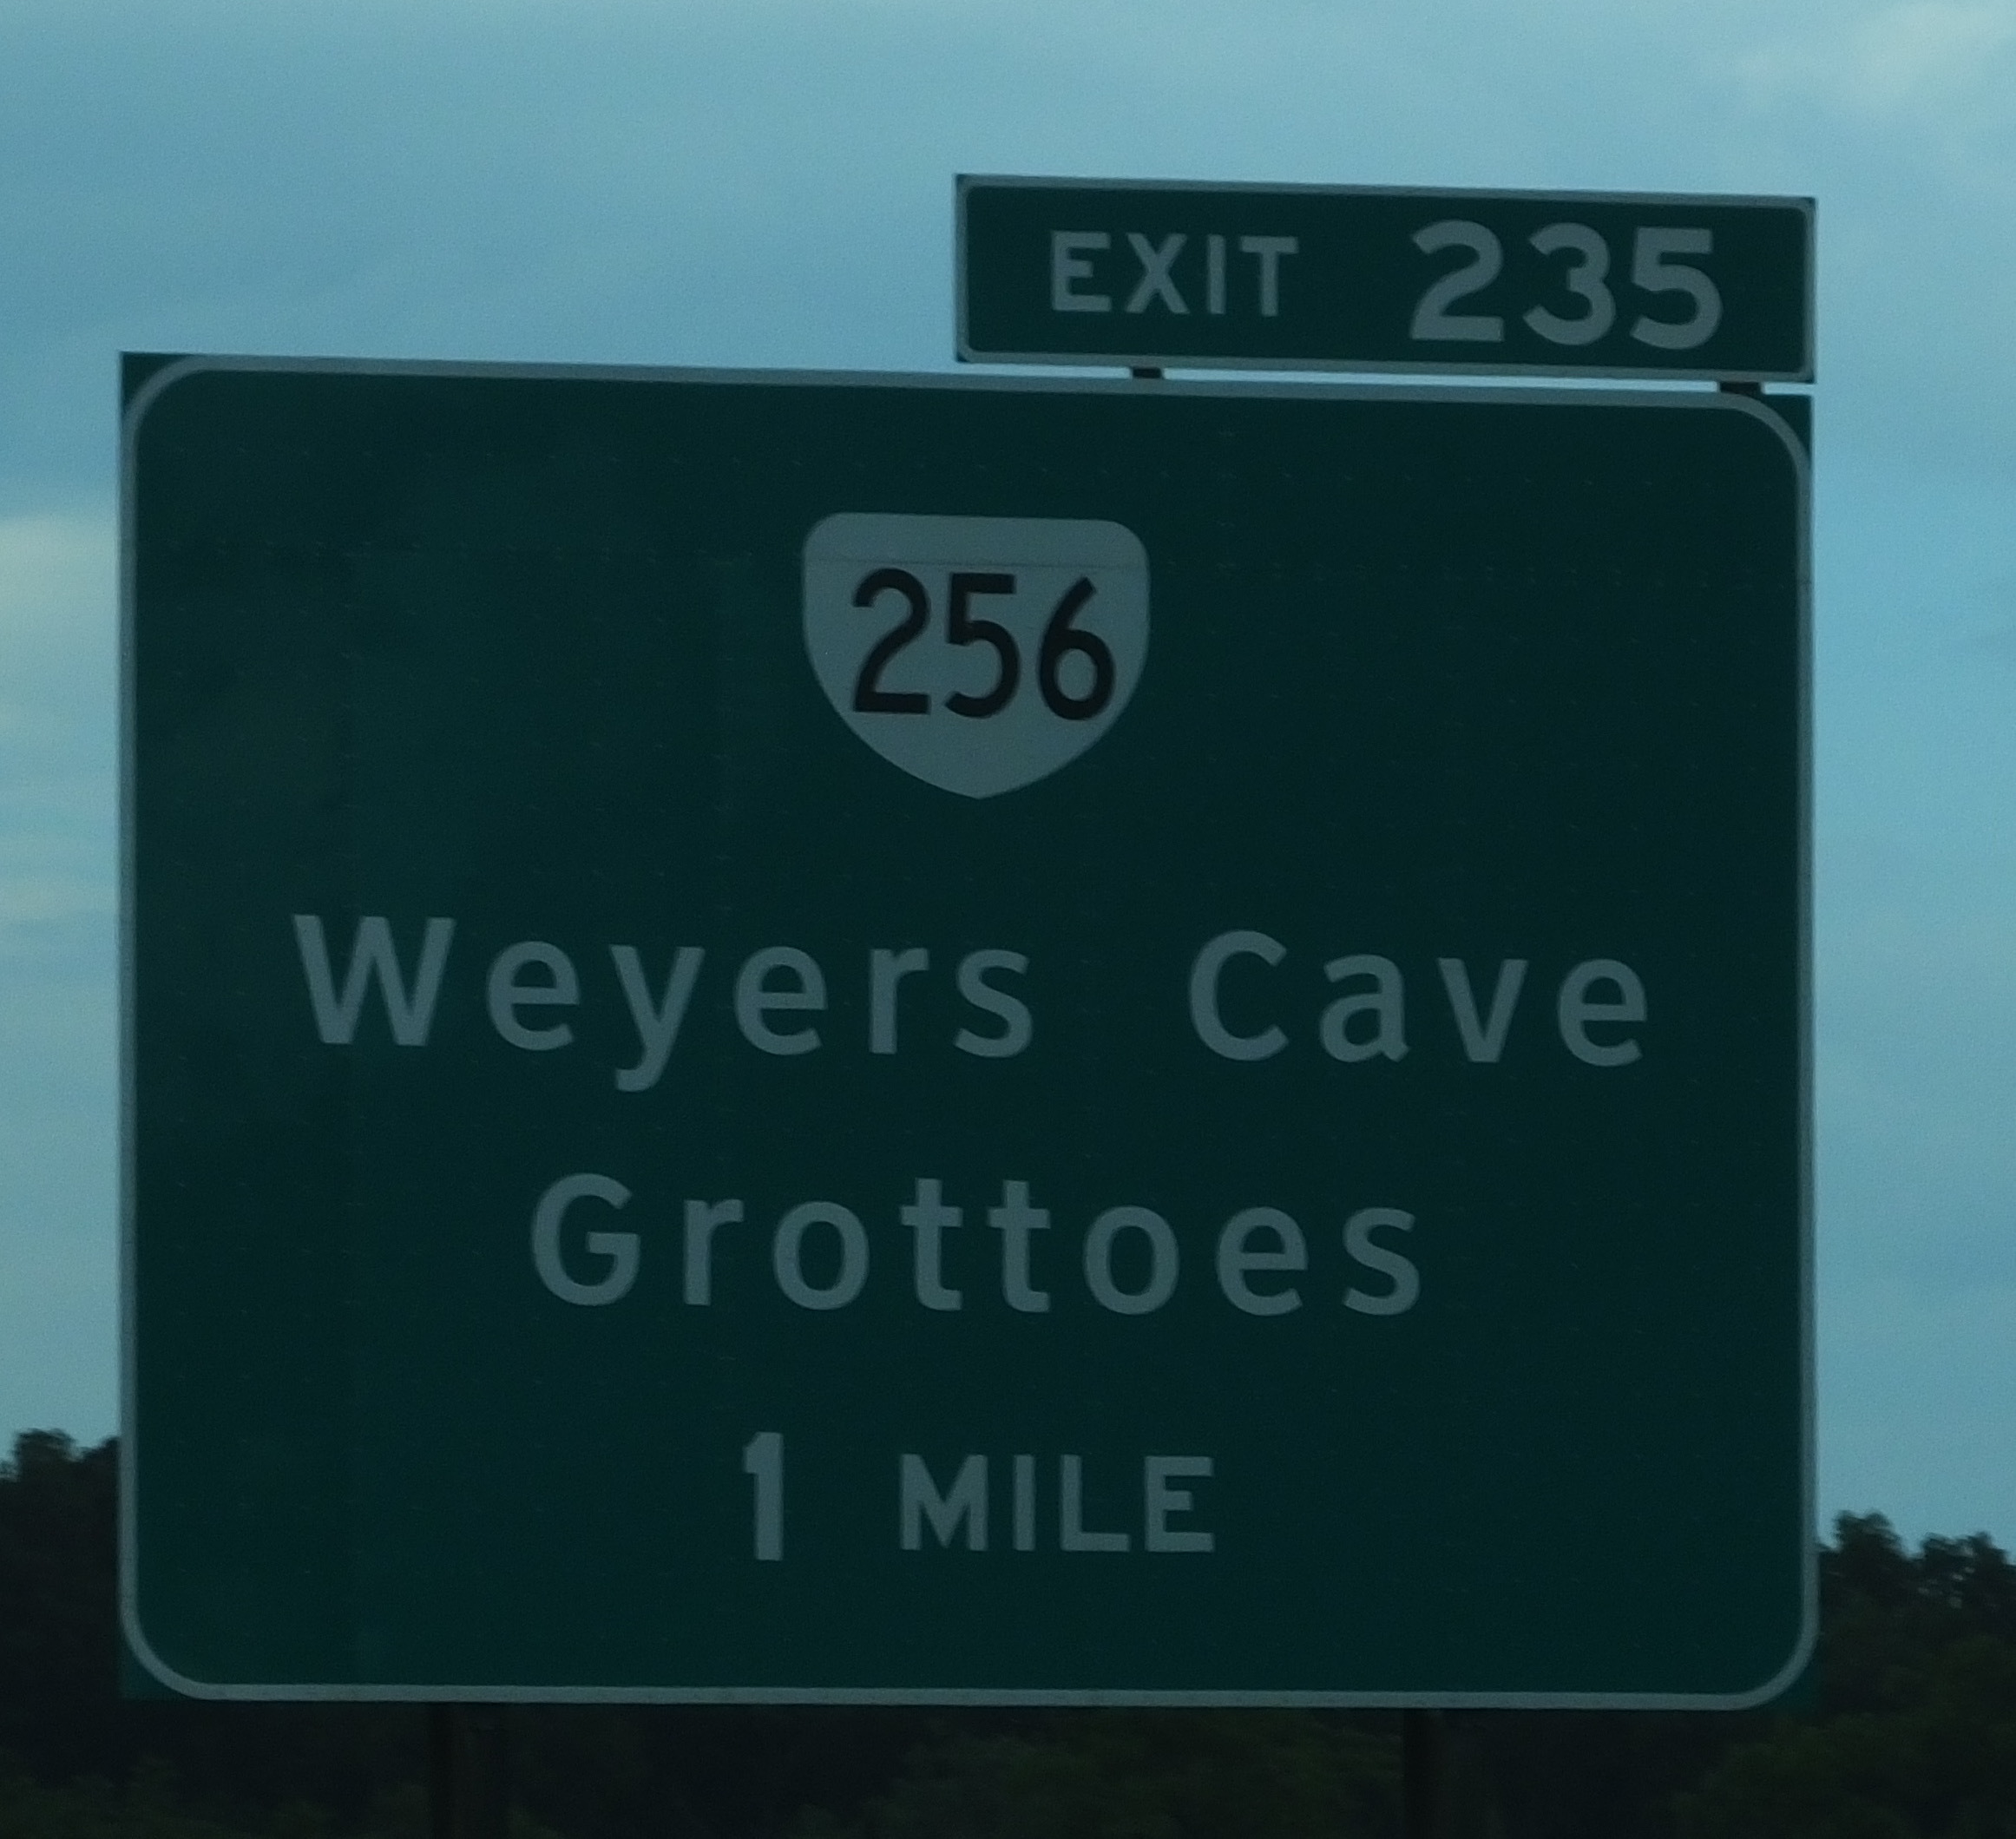 EXIT 235
256
Weyers Cave
Grottoes
1 MILE